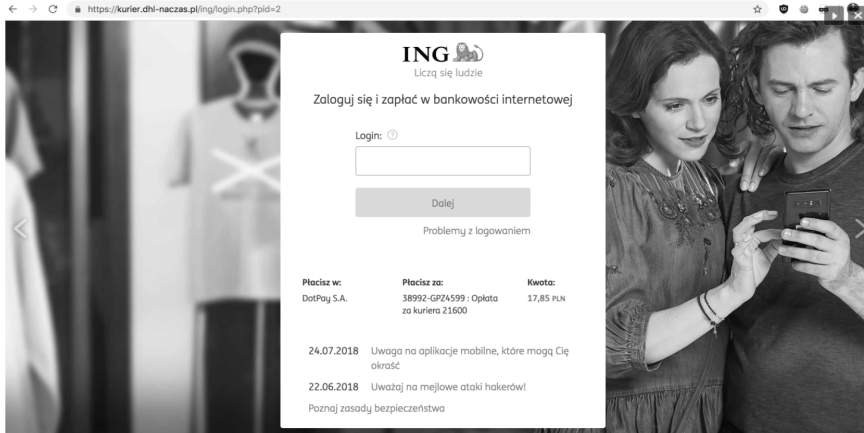 https://kurier.dhl-naczas.pl/ing/login.php?pid=2
ING
Liczą się ludzie
Zaloguj się i zapłać w bankowości internetowej
Login: ?
Dalej
Problemy z logowaniem
Płacisz w: Płacisz za: Kwota:
DotPay S.A. 38992-GPZ4599 : Opłata 17,85 PLN
za kuriera 21600
24.07.2018 Uwaga na aplikacje mobilne, które mogą Cię
okraść
22.06.2018 Uważaj na mejlowe ataki hakerów!
Poznaj zasady bezpieczeństwa